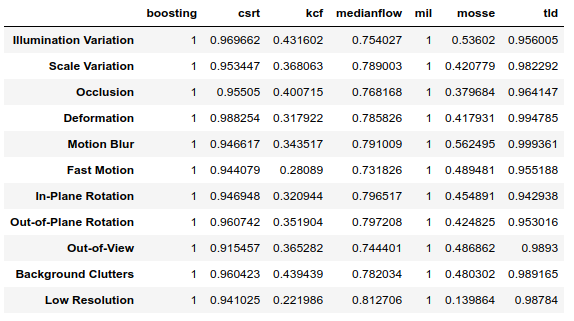 boosting csrt kcf medianflow mil mosse tld
Illumination Variation 1 0.969662 0.431602 0.754027 1 0.53602 0.956005
Scale Variation 1 0.953447 0.368063 0.789003 1 0.420779 0.982292
Occlusion 1 0.95505 0.400715 0.768168 1 0.379684 0.964147
Deformation 1 0.988254 0.317922 0.785826 1 0.417931 0.994785
Motion Blur 1 0.946617 0.343517 0.791009 1 0.562495 0.999361
Fast Motion 1 0.944079 0.28089 0.731826 1 0.489481 0.955188
In-Plane Rotation 1 0.946948 0.320944 0.796517 1 0.454891 0.942938
Out-of-Plane Rotation 1 0.960742 0.351904 0.797208 1 0.424825 0.953016
Out-of-View 1 0.915457 0.365282 0.744401 1 0.486862 0.9893
Background Clutters 1 0.960423 0.439439 0.782034 1 0.480302 0.989165
Low Resolution 1 0.941025 0.221986 0.812706 1 0.139864 0.98784